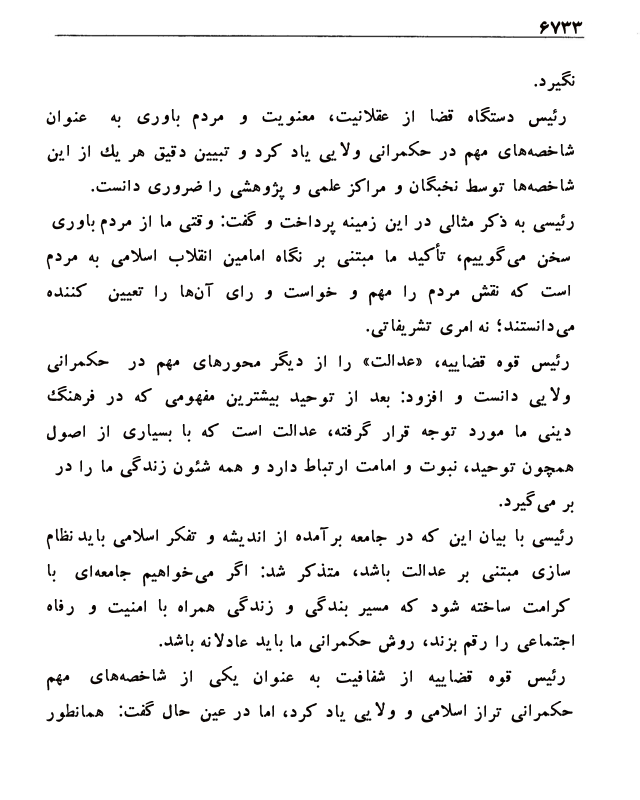 ۶۷۳۳
نگیرد.
رئیس دستگاه قضا از عقلانیت، معنویت و مردم باوری به عنوان
شاخصه‌های مهم در حکمرانی ولایی یاد کرد و تبیین دقیق هر یك از این
شاخصه‌ها توسط نخبگان و مراکز علمی و پژوهشی را ضروری دانست.
رئیسی به ذکر مثالی در این زمینه پرداخت و گفت: وقتی ما از مردم باوری
سخن می‌گوییم، تأکید ما مبتنی بر نگاه امامین انقلاب اسلامی به مردم
است که نقش مردم را مهم و خواست و رای آن‌ها را تعیین کننده
می‌دانستند؛ نه امری تشریفاتی.
رئیس قوه قضاییه، «عدالت» را از دیگر محورهای مهم در حکمرانی
ولایی دانست و افزود: بعد از توحید بیشترین مفهومی که در فرهنگ
دینی ما مورد توجه قرار گرفته، عدالت است که با بسیاری از اصول
همچون توحید، نبوت و امامت ارتباط دارد و همه شئون زندگی ما را در
بر می‌گیرد.
رئیسی با بیان این که در جامعه برآمده از اندیشه و تفکر اسلامی باید نظام
سازی مبتنی بر عدالت باشد، متذکر شد: اگر می‌خواهیم جامعه‌ای با
کرامت ساخته شود که مسیر بندگی و زندگی همراه با امنیت و رفاه
اجتماعی را رقم بزند، روش حکمرانی ما باید عادلانه باشد.
رئیس قوه قضاییه از شفافیت به عنوان یکی از شاخصه‌های مهم
حکمرانی تراز اسلامی و ولایی یاد کرد، اما در عین حال گفت: همانطور